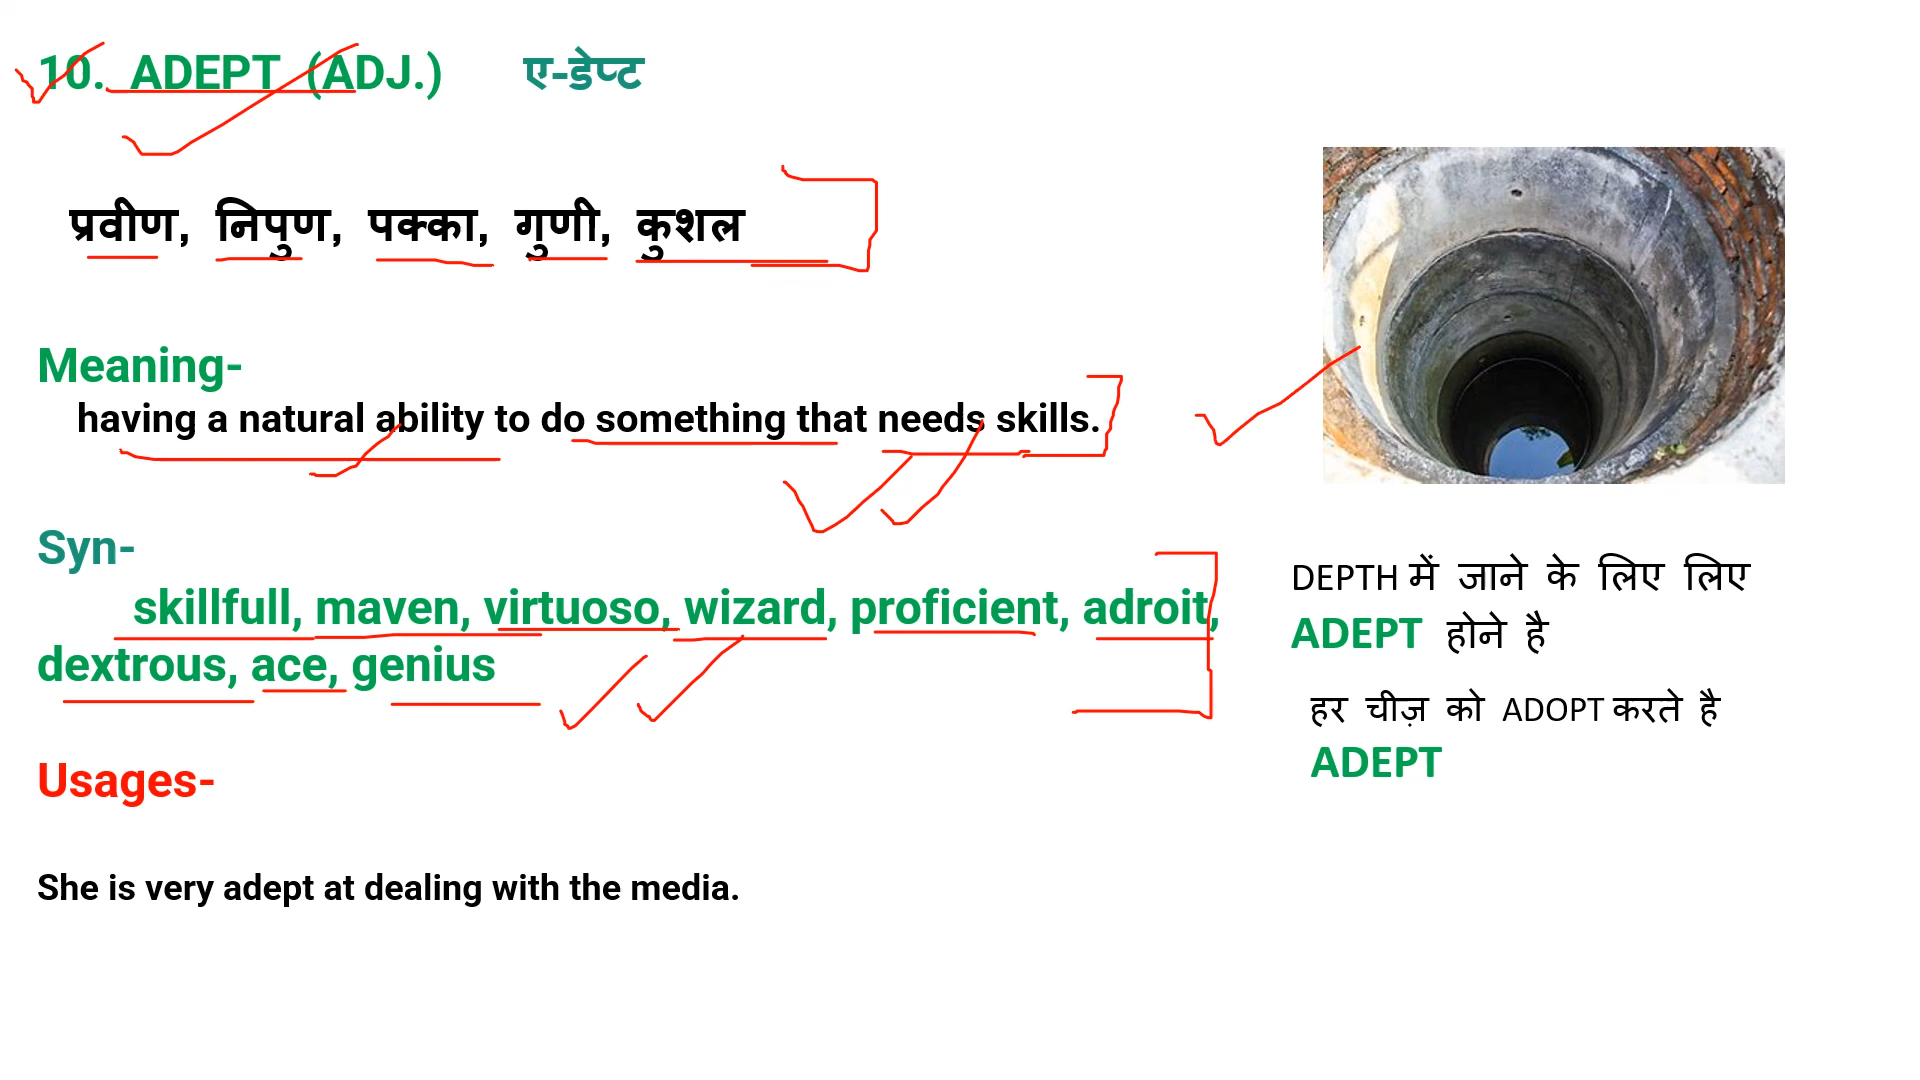 10. ADEPT (ADJ.) ए-डेप्ट
प्रवीण, निपुण, पक्का, गुणी, कुशल
Meaning-
having a natural ability to do something that needs skills.
Syn-
skillfull, maven, virtuoso, wizard, proficient, adroit,
dextrous, ace, genius
Usages-
She is very adept at dealing with the media.
DEPTH में जाने के लिए लिए
ADEPT होने है
हर चीज़ को ADOPT करते है
ADEPT